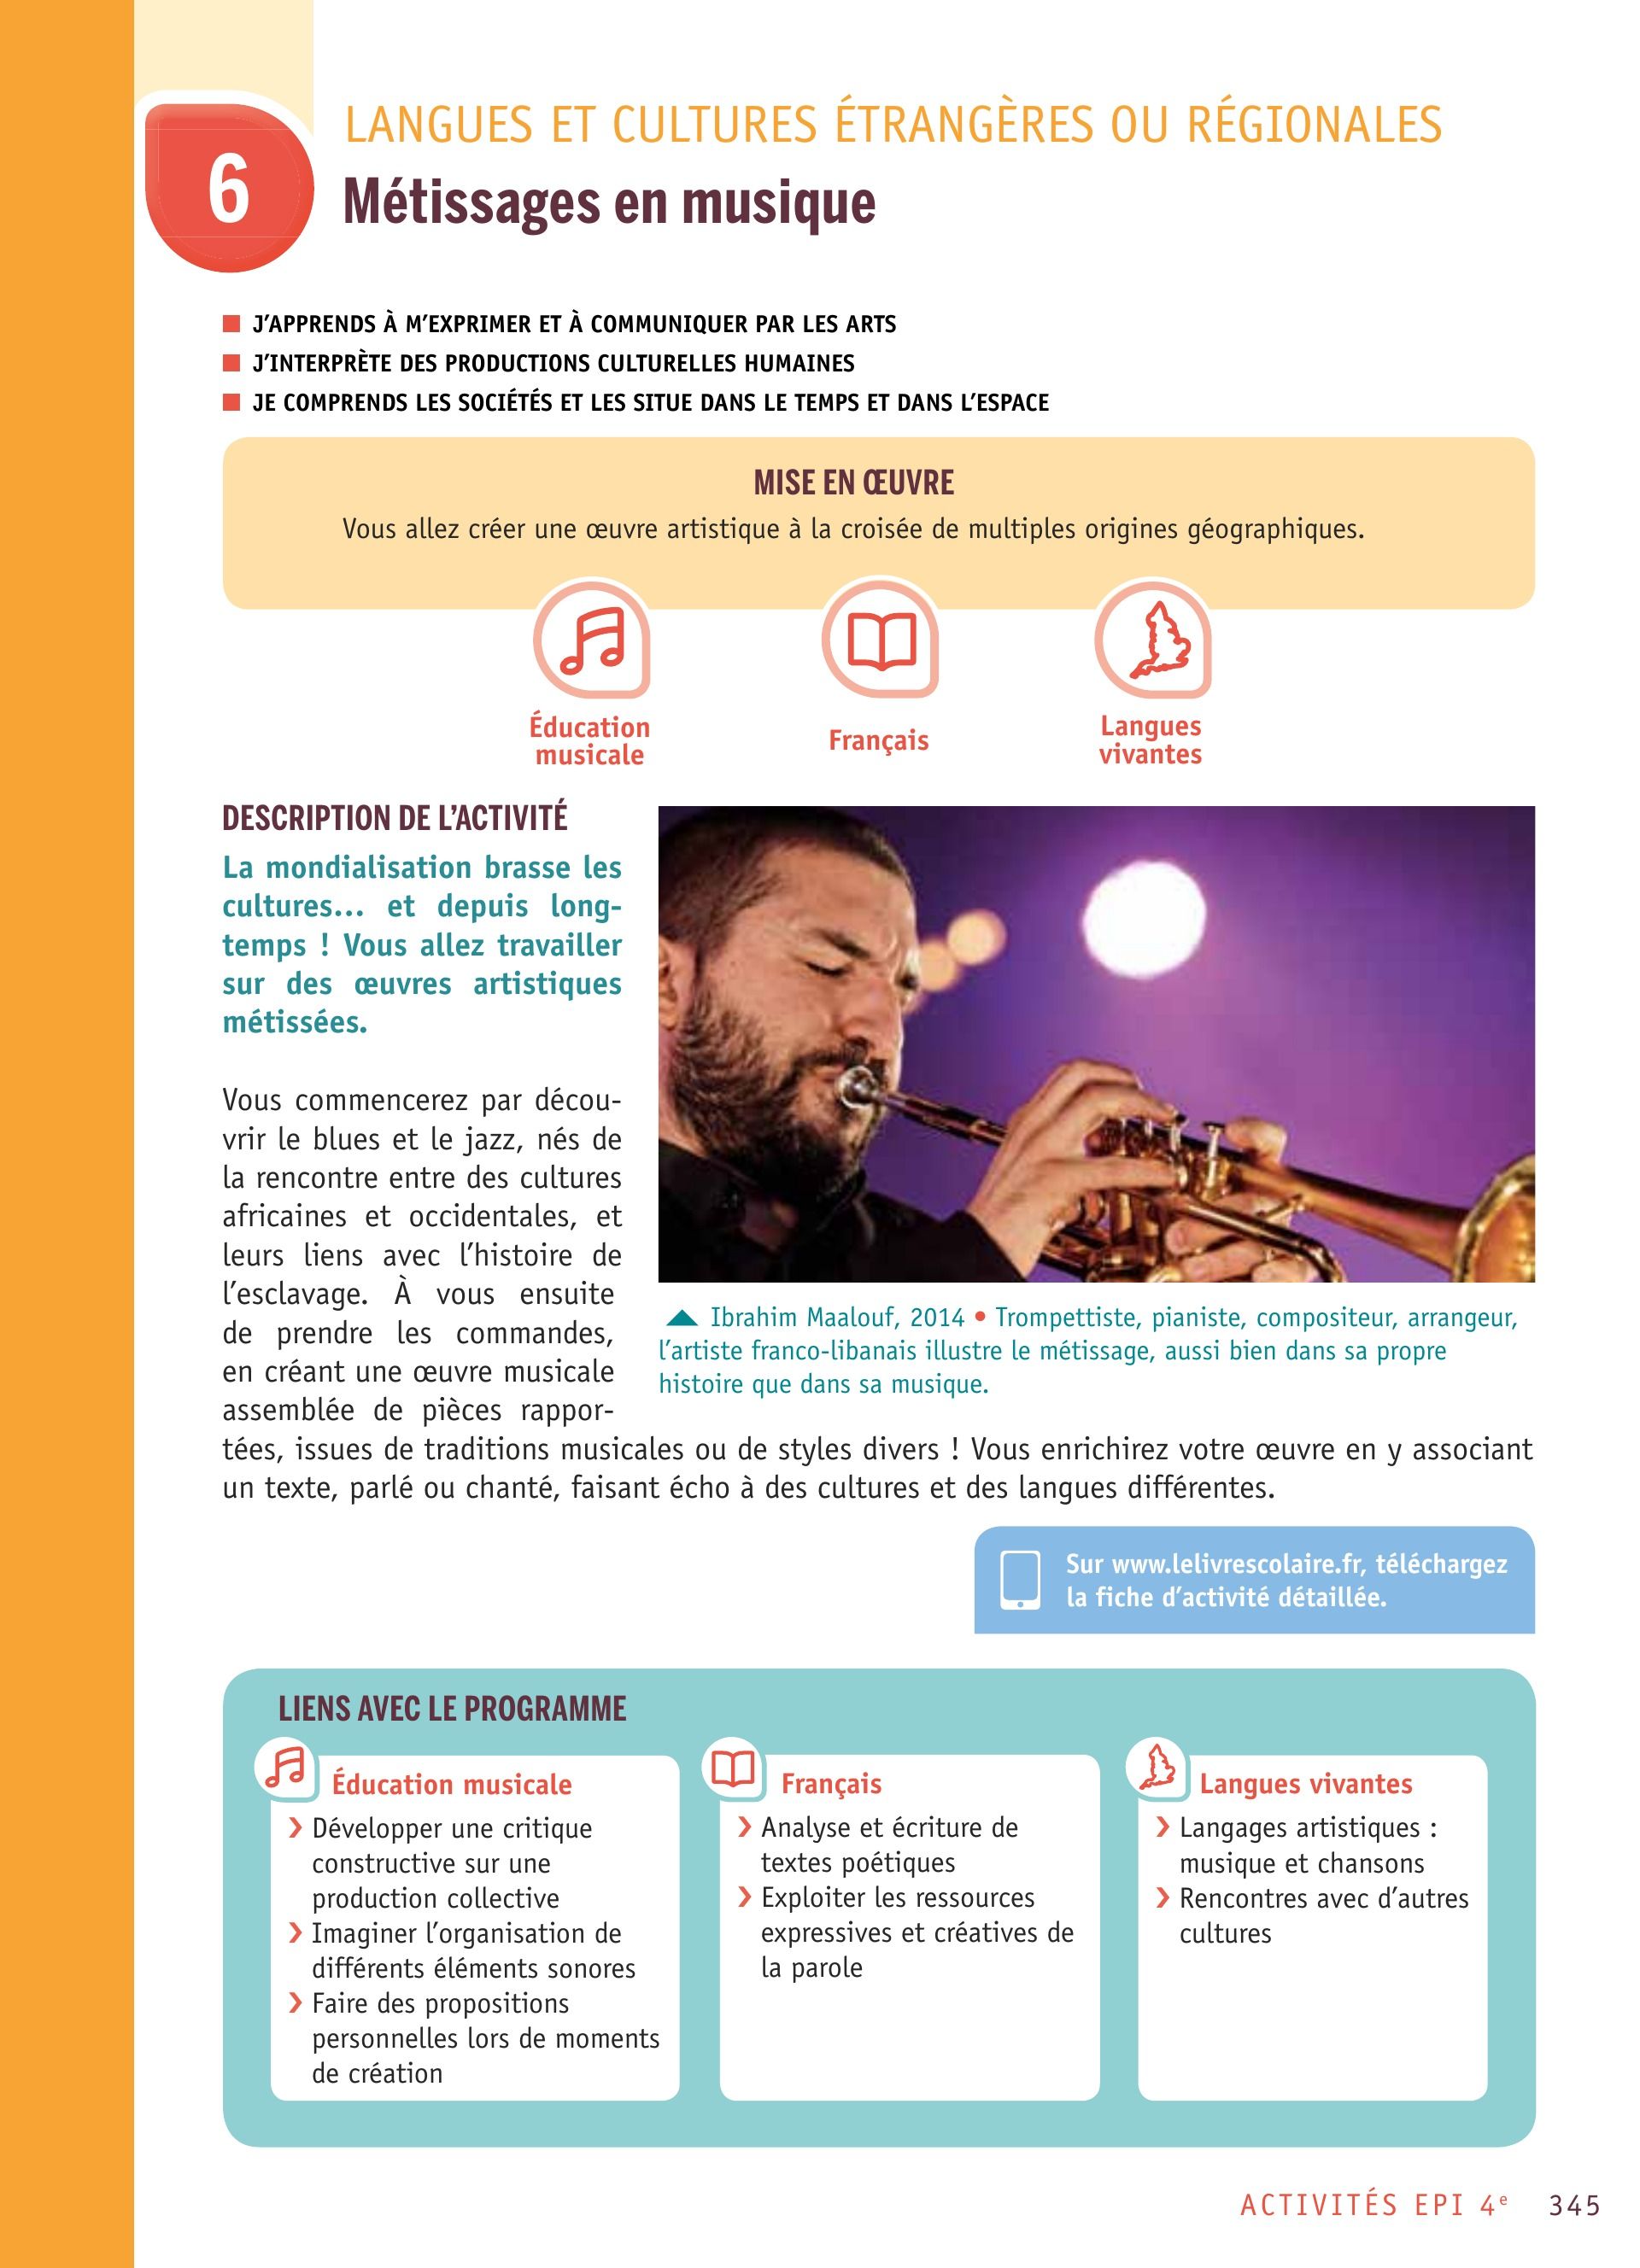 6
LANGUES ET CULTURES ÉTRANGÈRES OU RÉGIONALES
Métissages en musique
J’APPRENDS À M’EXPRIMER ET À COMMUNIQUER PAR LES ARTS
J’INTERPRÈTE DES PRODUCTIONS CULTURELLES HUMAINES
JE COMPRENDS LES SOCIÉTÉS ET LES SITUE DANS LE TEMPS ET DANS L’ESPACE
MISE EN ŒUVRE
Vous allez créer une œuvre artistique à la croisée de multiples origines géographiques.
Éducation
musicale
Français
Langues
vivantes
DESCRIPTION DE L’ACTIVITÉ
La mondialisation brasse les
cultures... et depuis long-
temps ! Vous allez travailler
sur des œuvres artistiques
métissées.
Vous commencerez par décou-
vrir le blues et le jazz, nés de
la rencontre entre des cultures
africaines et occidentales, et
leurs liens avec l’histoire de
l’esclavage. À vous ensuite
de prendre les commandes,
en créant une œuvre musicale
assemblée de pièces rappor-
tées, issues de traditions musicales ou de styles divers ! Vous enrichirez votre œuvre en y associant
un texte, parlé ou chanté, faisant écho à des cultures et des langues différentes.
Ibrahim Maalouf, 2014 • Trompettiste, pianiste, compositeur, arrangeur,
l’artiste franco-libanais illustre le métissage, aussi bien dans sa propre
histoire que dans sa musique.
Sur www.lelivrescolaire.fr, téléchargez
la fiche d’activité détaillée.
LIENS AVEC LE PROGRAMME
Éducation musicale
❯ Développer une critique
constructive sur une
production collective
❯ Imaginer l’organisation de
différents éléments sonores
❯ Faire des propositions
personnelles lors de moments
de création
Français
❯ Analyse et écriture de
textes poétiques
❯ Exploiter les ressources
expressives et créatives de
la parole
Langues vivantes
❯ Langages artistiques :
musique et chansons
❯ Rencontres avec d’autres
cultures
ACTIVITÉS EPI 4e 345